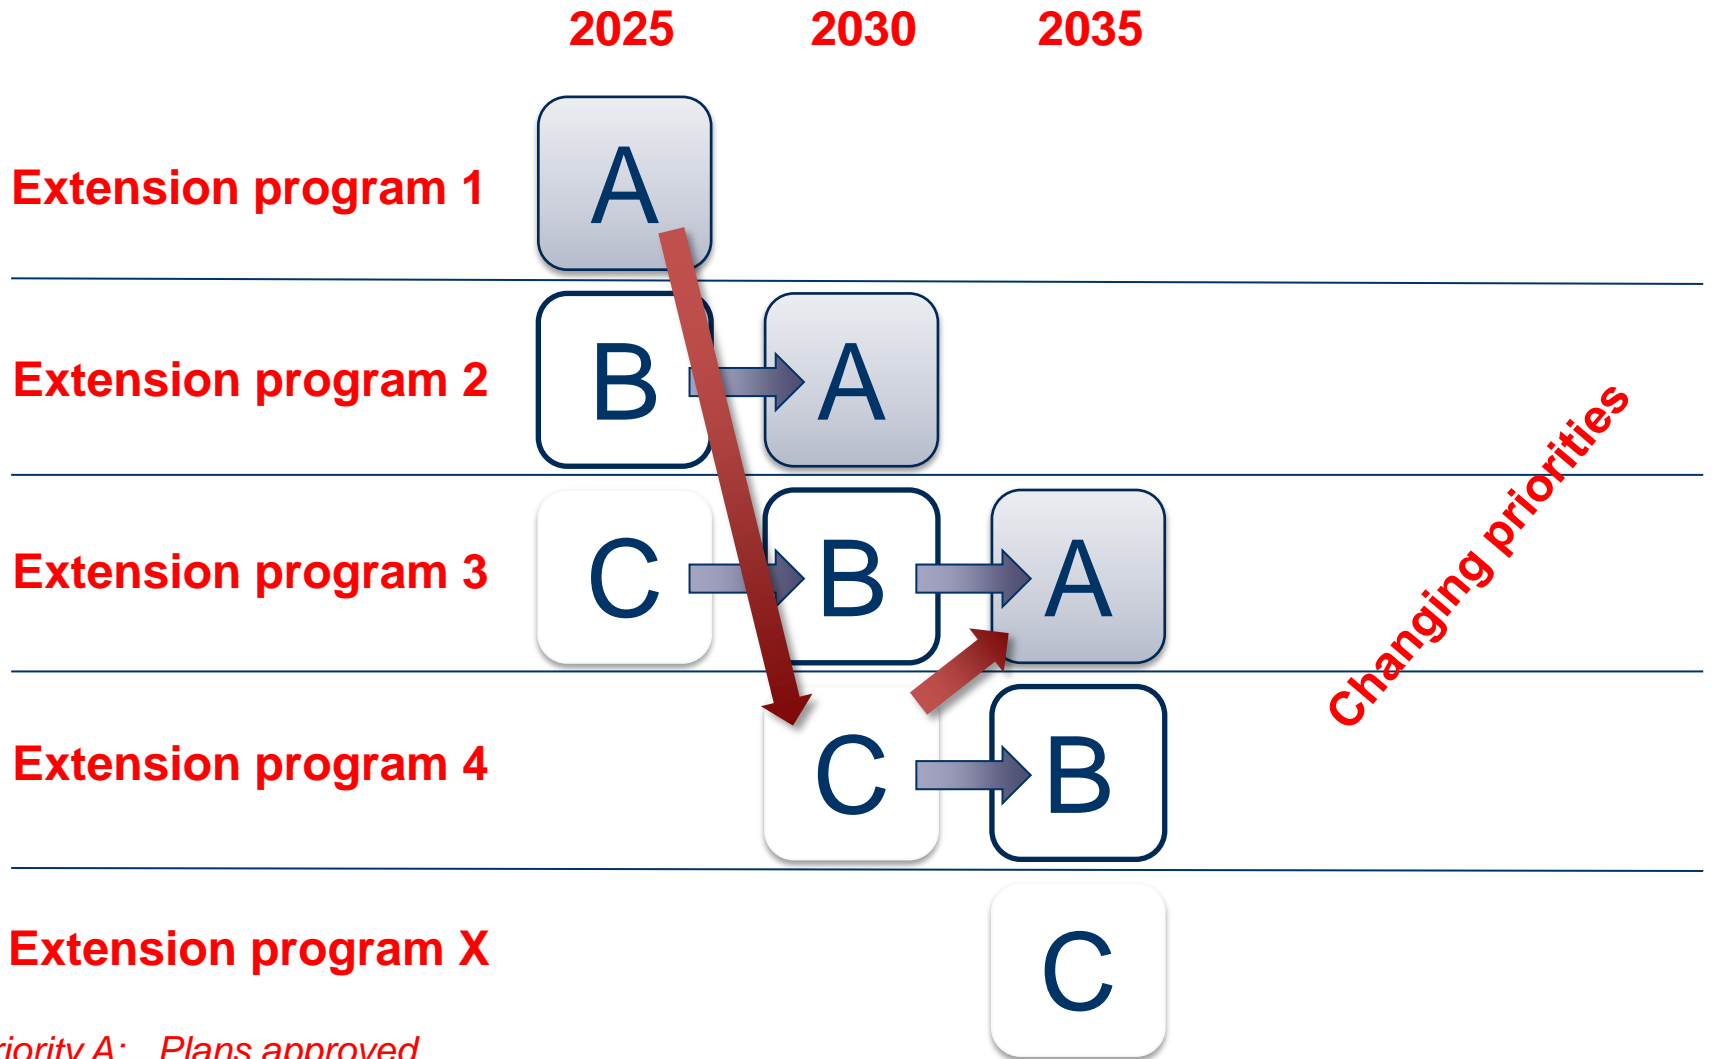 2025 2030 2035
Extension program 1 A
Extension program 2 B A
Extension program 3 C B A
Changing priorities
Extension program 4 C B
Extension program X C
A: Plans approved